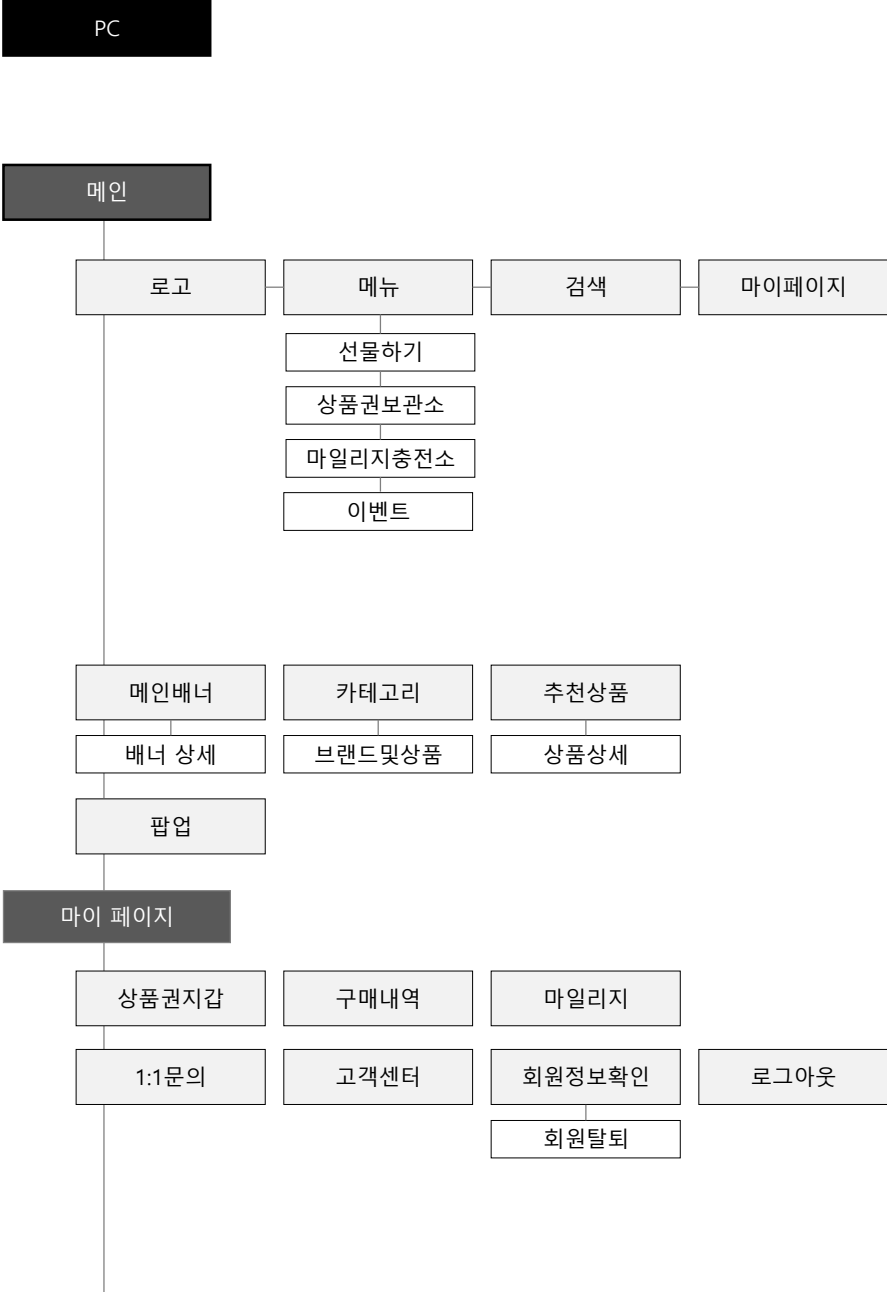 PC
메인
로고
메뉴
검색
마이페이지
선물하기
상품권보관소
마일리지충전소
이벤트
메인배너
카테고리
추천상품
배너 상세
브랜드및상품
상품상세
팝업
마이 페이지
상품권지갑
구매내역
마일리지
1:1문의
고객센터
회원정보확인
로그아웃
회원탈퇴